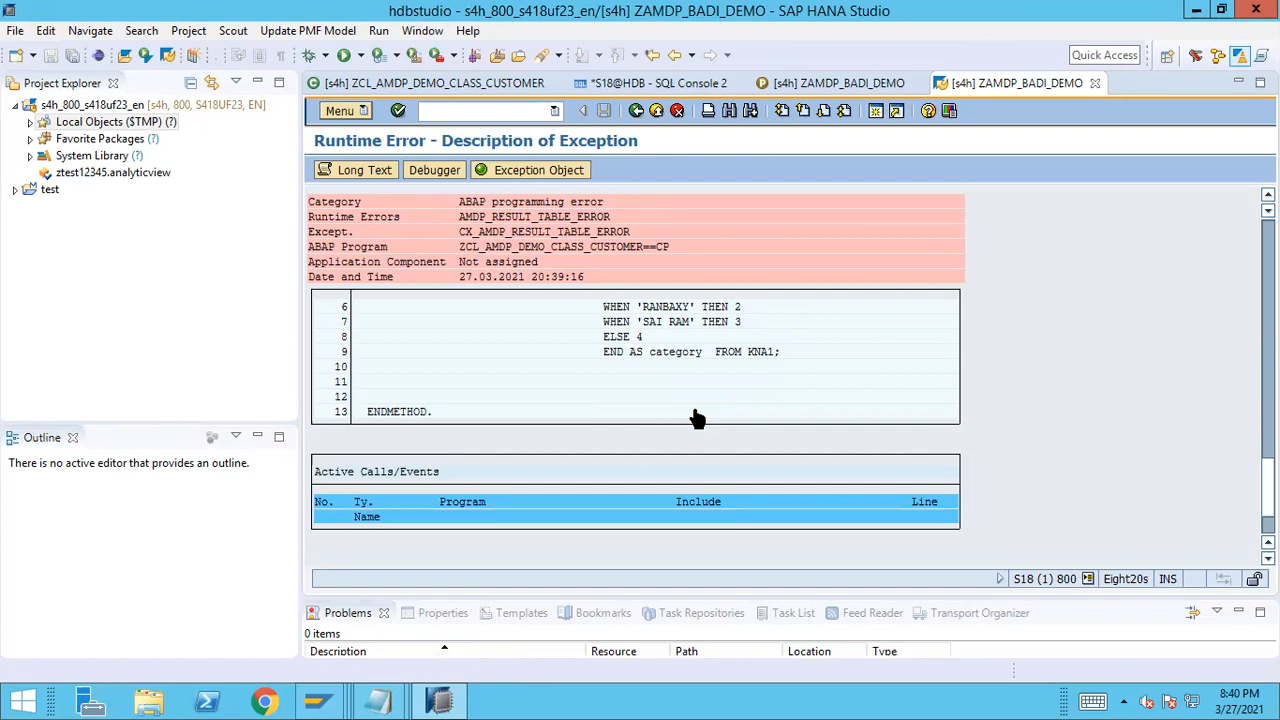 hdbstudio - s4h_800_s418uf23_en/[s4h] ZAMDP_BADI_DEMO - SAP HANA Studio
File Edit Navigate Search Project Scout Update PMF Model Run Window Help
Quick Access
Project Explorer
[s4h] ZCL_AMDP_DEMO_CLASS_CUSTOMER
*S18@HDB - SQL Console 2
[s4h] ZAMDP_BADI_DEMO
[s4h] ZAMDP_BADI_DEMO
s4h_800_s418uf23_en [s4h, 800, S418UF23, EN]
Local Objects ($TMP) (?)
Favorite Packages (?)
System Library (?)
ztest12345.analyticview
test
Menu
Runtime Error - Description of Exception
Long Text
Debugger
Exception Object
Category ABAP programming error
Runtime Errors AMDP_RESULT_TABLE_ERROR
Except. CX_AMDP_RESULT_TABLE_ERROR
ABAP Program ZCL_AMDP_DEMO_CLASS_CUSTOMER==CP
Application Component Not assigned
Date and Time 27.03.2021 20:39:16
6 WHEN 'RANBAXY' THEN 2
7 WHEN 'SAI RAM' THEN 3
8 ELSE 4
9 END AS category FROM KNA1;
10
11
12
13 ENDMETHOD.
Active Calls/Events
No. Ty. Program Include Line
Name
S18 (1) 800 Eight20s INS
Outline
There is no active editor that provides an outline.
Problems Properties Templates Bookmarks Task Repositories Task List Feed Reader Transport Organizer
0 items
Description Resource Path Location Type
8:40 PM
3/27/2021